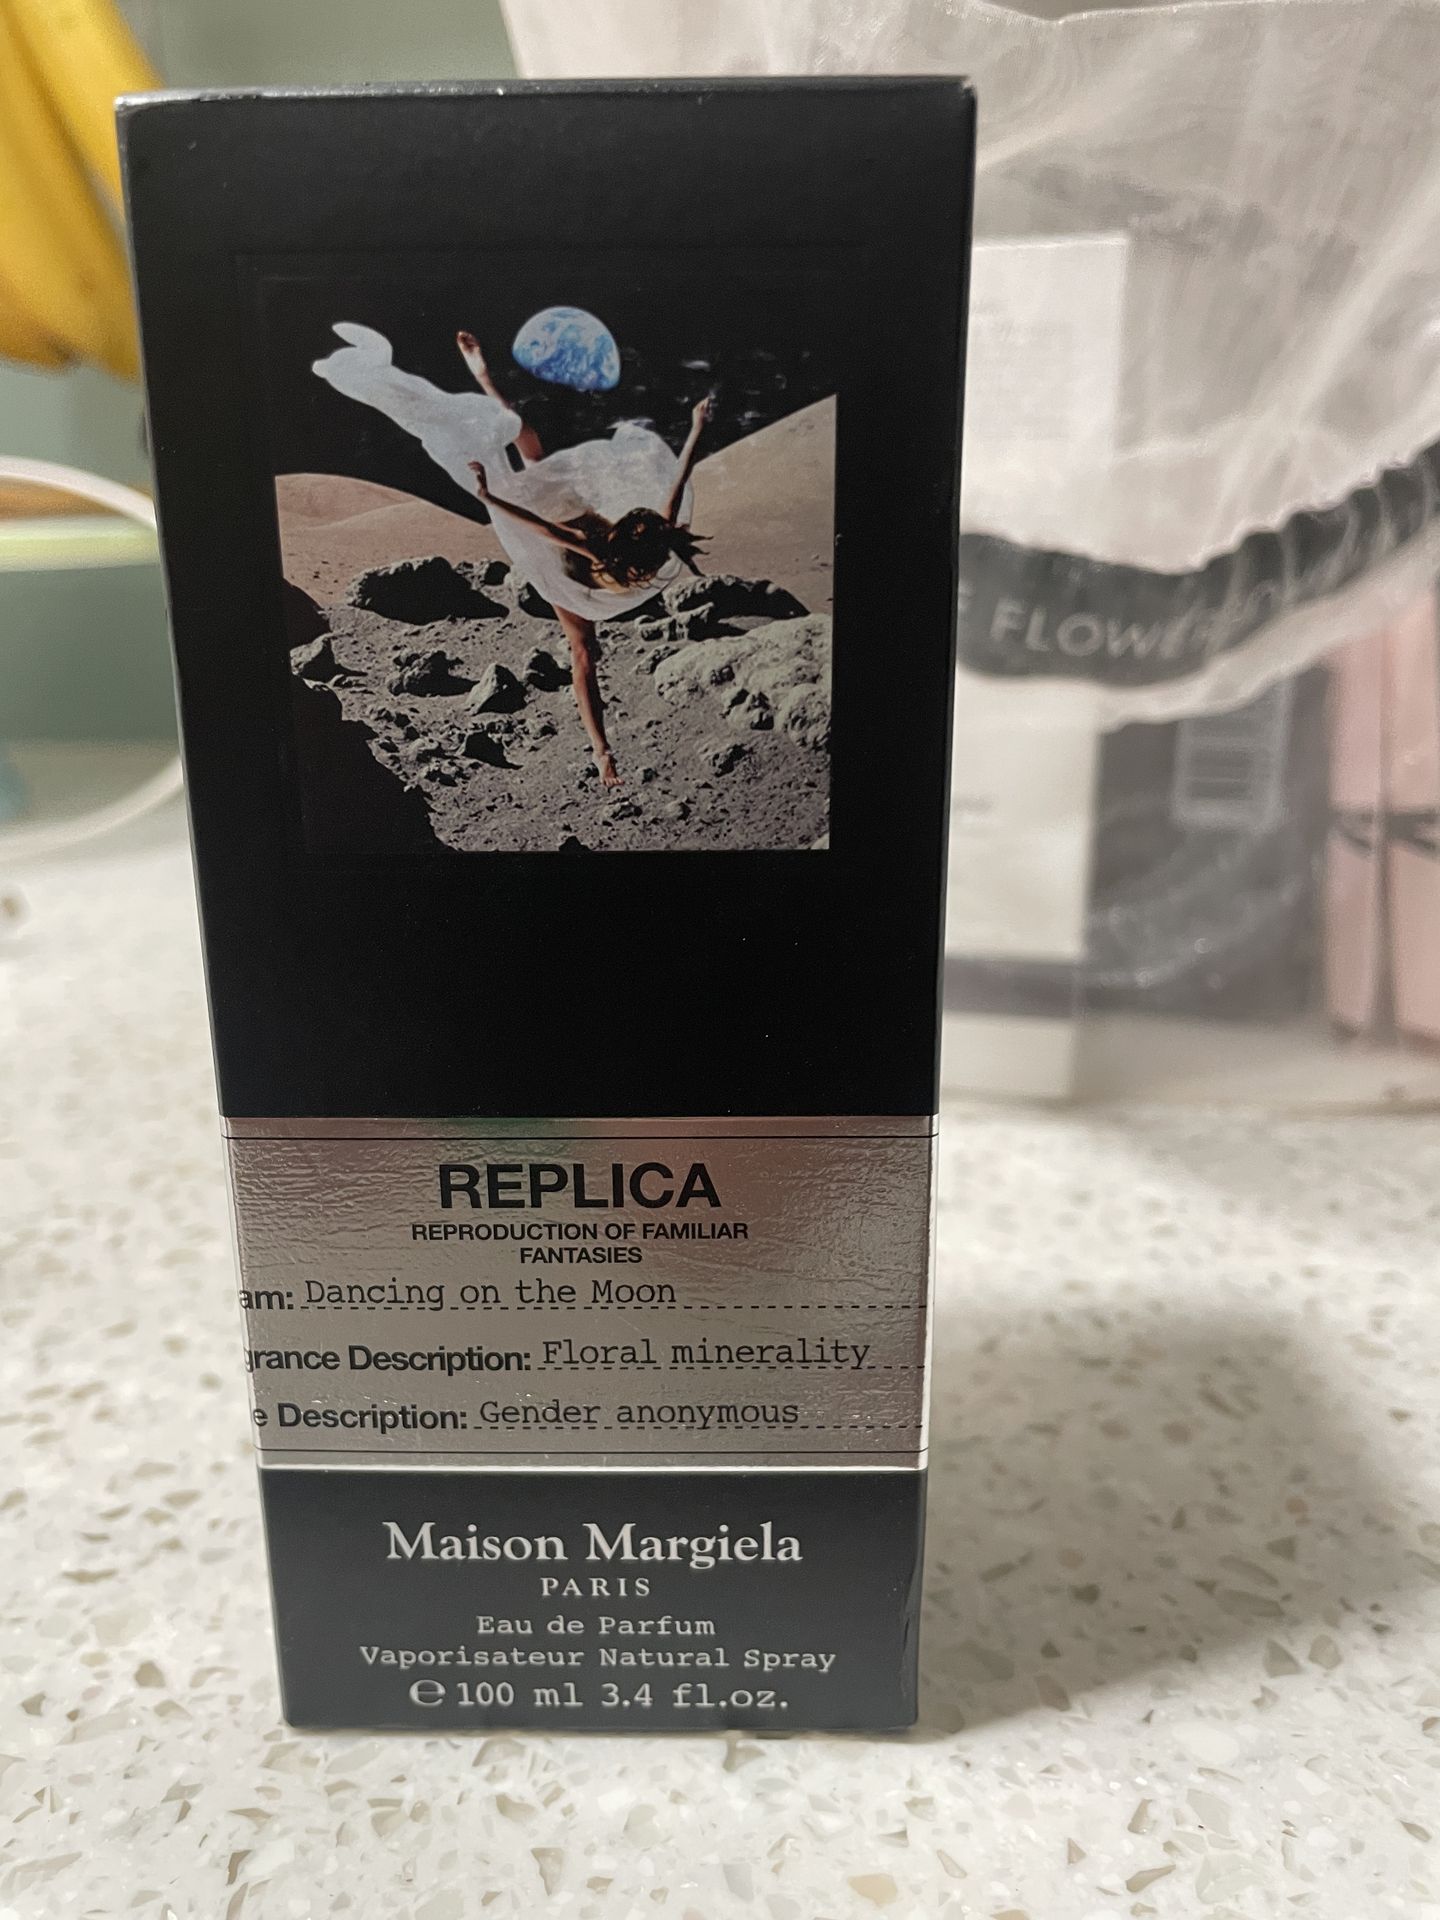 REPLICA
REPRODUCTION OF FAMILIAR
FANTASIES
am: Dancing on the Moon
grance Description: Floral minerality
e Description: Gender anonymous
Maison Margiela
PARIS
Eau de Parfum
Vaporisateur Natural Spray
℮ 100 ml 3.4 fl.oz.